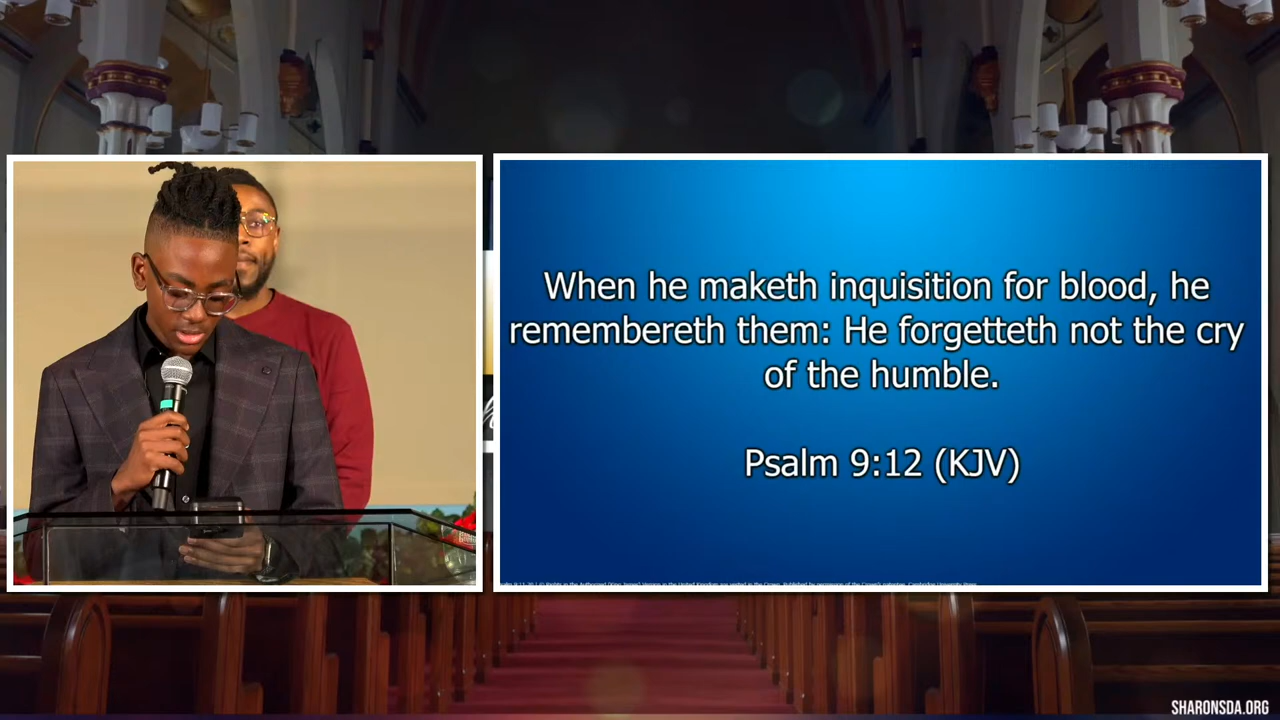 When he maketh inquisition for blood, he
remembereth them: He forgetteth not the cry
of the humble.
Psalm 9:12 (KJV)
SHARONSDA.ORG